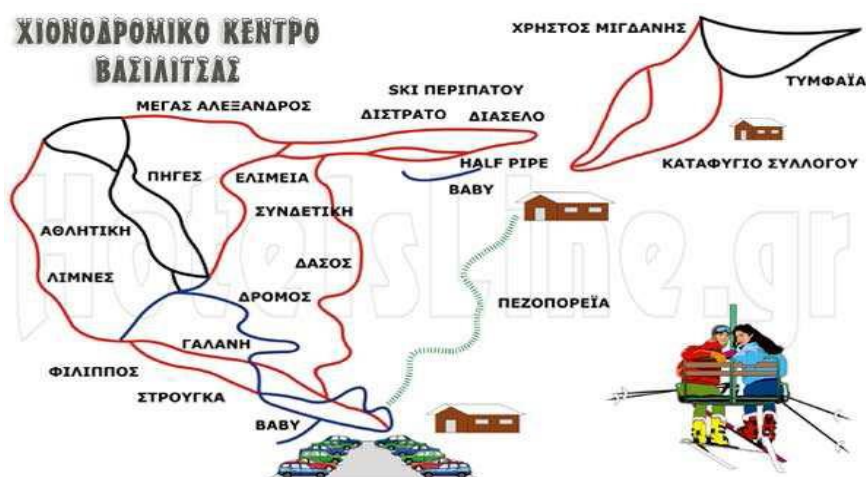 ΧΙΟΝΟΔΡΟΜΙΚΟ ΚΕΝΤΡΟ
ΒΑΣΙΛΙΤΣΑΣ
ΧΡΗΣΤΟΣ ΜΙΓΔΑΝΗΣ
ΤΥΜΦΑΪΑ
SKI ΠΕΡΙΠΑΤΟΥ
ΜΕΓΑΣ ΑΛΕΞΑΝΔΡΟΣ
ΔΙΣΤΡΑΤΟ
ΔΙΑΣΕΛΟ
ΚΑΤΑΦΥΓΙΟ ΣΥΛΛΟΓΟΥ
HALF PIPE
ΠΗΓΕΣ
ΕΛΙΜΕΙΑ
BABY
ΣΥΝΔΕΤΙΚΗ
ΑΘΛΗΤΙΚΗ
ΔΑΣΟΣ
ΛΙΜΝΕΣ
ΔΡΟΜΟΣ
ΠΕΖΟΠΟΡΕΪΑ
ΓΑΛΑΝΗ
ΦΙΛΙΠΠΟΣ
ΣΤΡΟΥΓΚΑ
BABY
HotelsLine.gr